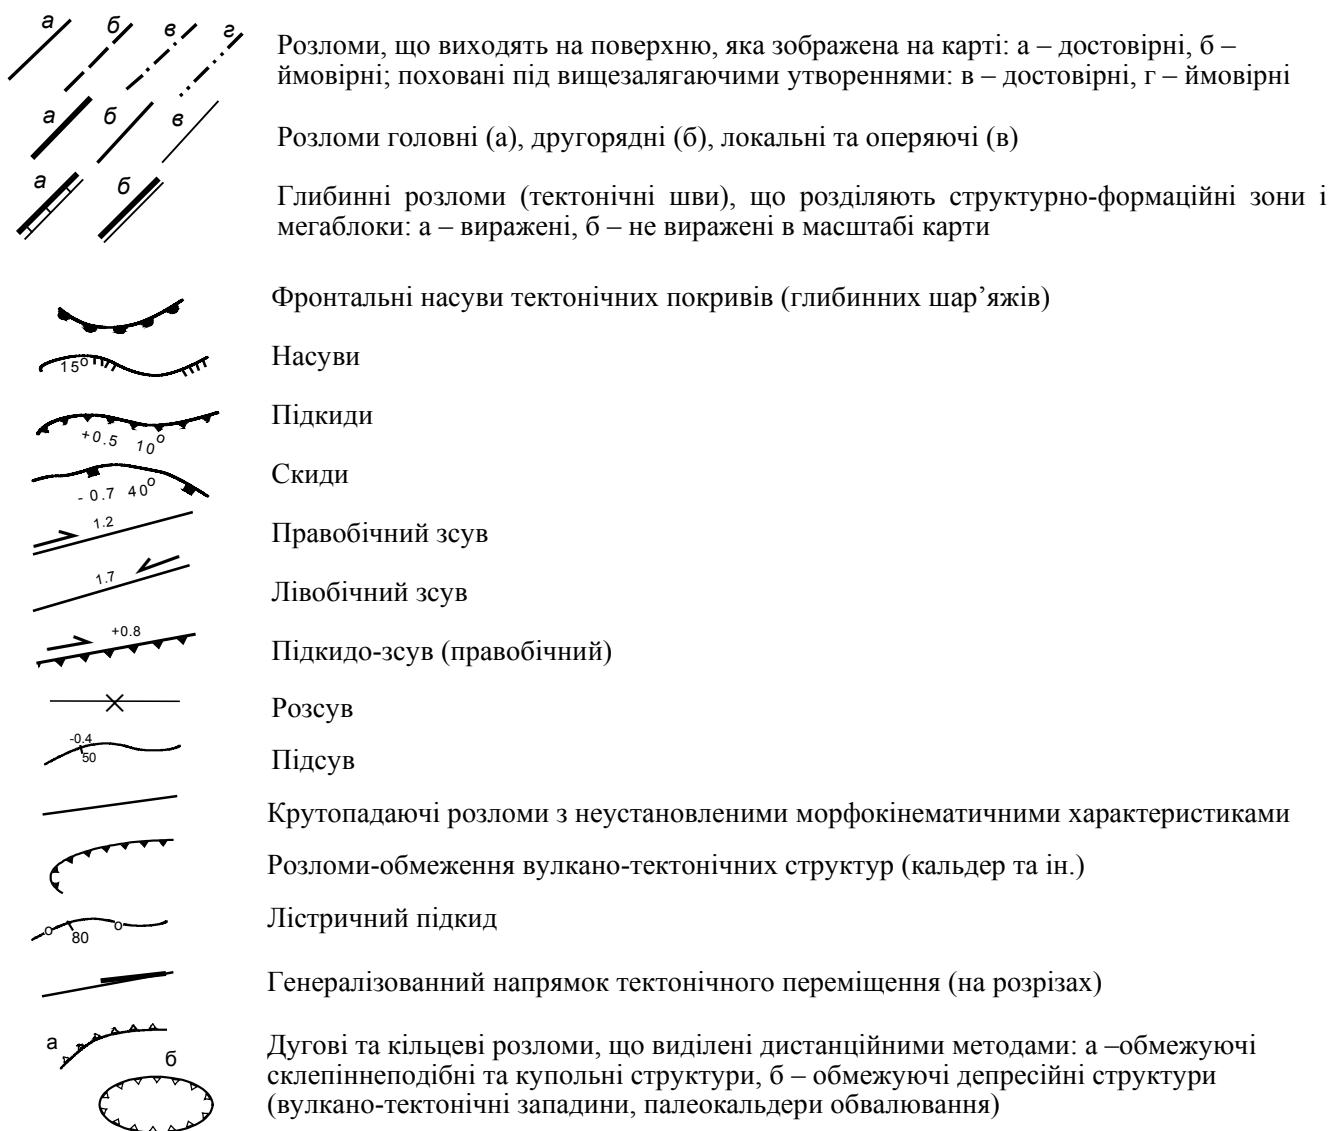 а б в г
Розломи, що виходять на поверхню, яка зображена на карті: а – достовірні, б –
ймовірні; поховані під вищезалягаючими утвореннями: в – достовірні, г – ймовірні
а б в
Розломи головні (а), другорядні (б), локальні та оперяючі (в)
а б
Глибинні розломи (тектонічні шви), що розділяють структурно-формаційні зони і
мегаблоки: а – виражені, б – не виражені в масштабі карти
Фронтальні насуви тектонічних покривів (глибинних шар’яжів)
15° Насуви
Підкиди
+0.5 10°
Скиди
- 0.7 40°
1.2
Правобічний зсув
1.7
Лівобічний зсув
+0.8
Підкидо-зсув (правобічний)
Розсув
-0.4
50
Підсув
Крутопадаючі розломи з неустановленими морфокінематичними характеристиками
Розломи-обмеження вулкано-тектонічних структур (кальдер та ін.)
Лістричний підкид
80
Генералізованний напрямок тектонічного переміщення (на розрізах)
а б
Дугові та кільцеві розломи, що виділені дистанційними методами: а –обмежуючі
склепіннеподібні та купольні структури, б – обмежуючі депресійні структури
(вулкано-тектонічні западини, палеокальдери обвалювання)